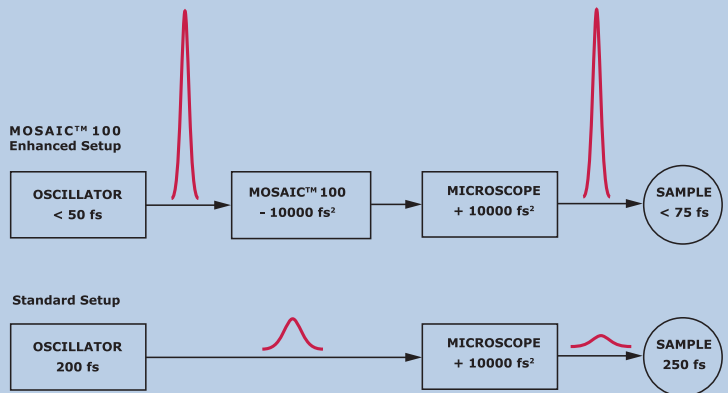 MOSAIC™ 100
Enhanced Setup
OSCILLATOR
< 50 fs
MOSAIC™ 100
- 10000 fs²
MICROSCOPE
+ 10000 fs²
SAMPLE
< 75 fs
Standard Setup
OSCILLATOR
200 fs
MICROSCOPE
+ 10000 fs²
SAMPLE
250 fs